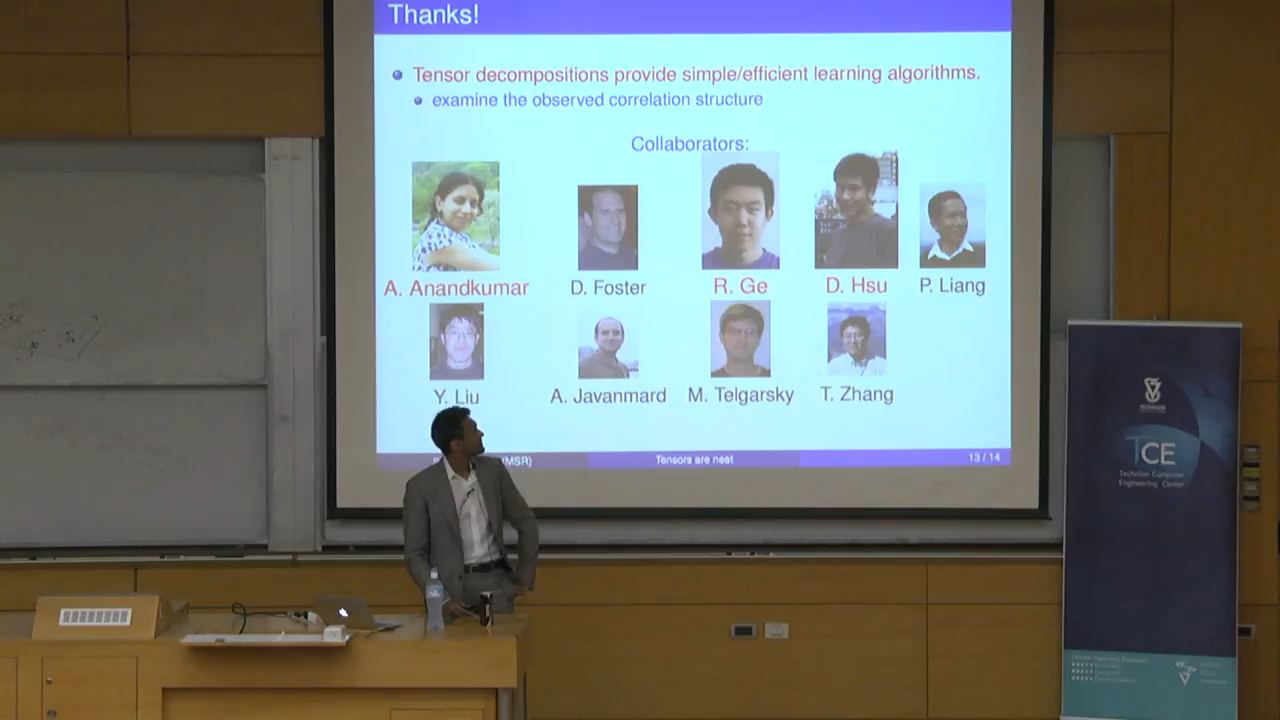 Thanks!
Tensor decompositions provide simple/efficient learning algorithms.
examine the observed correlation structure
Collaborators:
A. Anandkumar
D. Foster
R. Ge
D. Hsu
P. Liang
Y. Liu
A. Javanmard
M. Telgarsky
T. Zhang
(MSR)
Tensors are neat
13 / 14
TECHNION
TCE
Technion Computer
Engineering Center